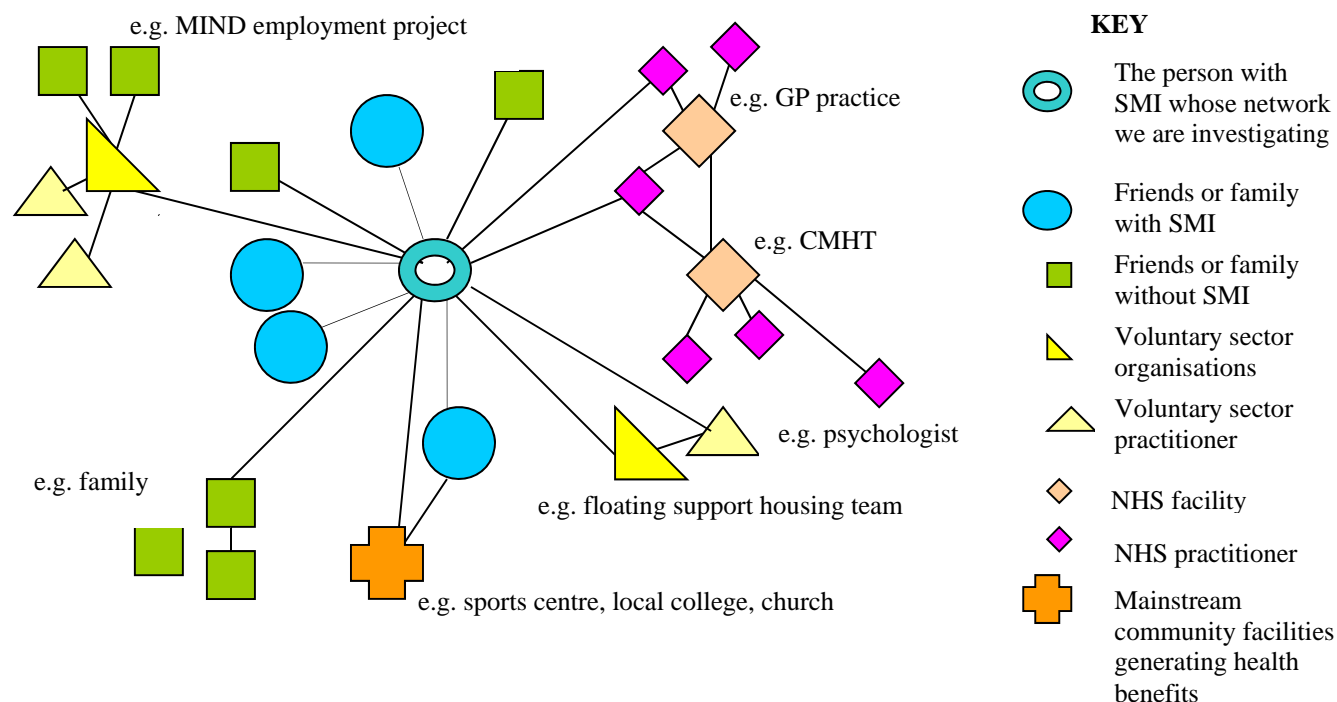 e.g. MIND employment project
e.g. GP practice
e.g. CMHT
e.g. psychologist
e.g. family
e.g. floating support housing team
e.g. sports centre, local college, church
KEY
The person with
SMI whose network
we are investigating
Friends or family
with SMI
Friends or family
without SMI
Voluntary sector
organisations
Voluntary sector
practitioner
NHS facility
NHS practitioner
Mainstream
community facilities
generating health
benefits